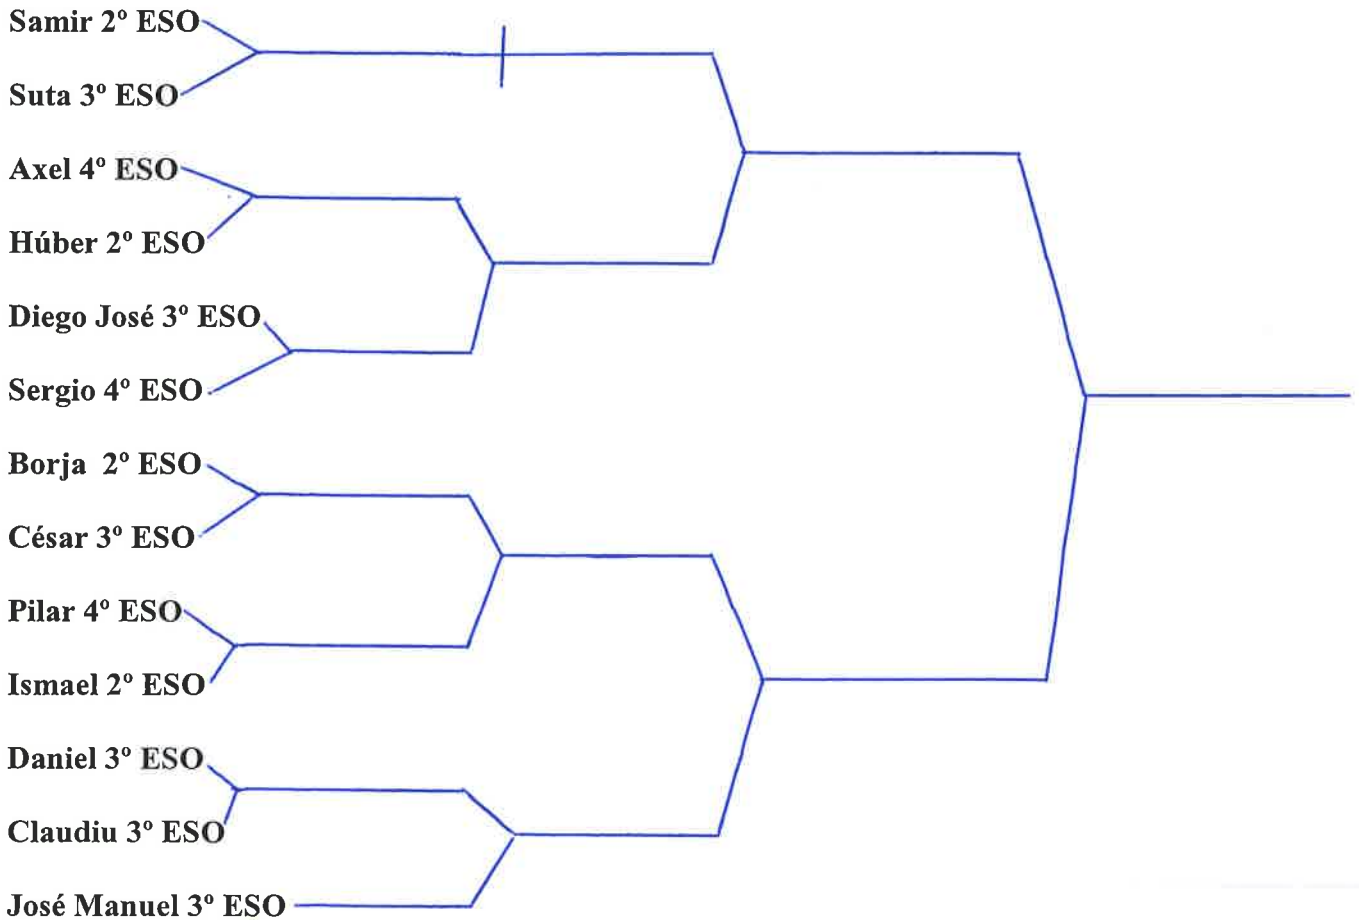 Samir 2º ESO
Suta 3º ESO
Axel 4º ESO
Húber 2º ESO
Diego José 3º ESO
Sergio 4º ESO
Borja  2º ESO
César 3º ESO
Pilar 4º ESO
Ismael 2º ESO
Daniel 3º ESO
Claudiu 3º ESO
José Manuel 3º ESO